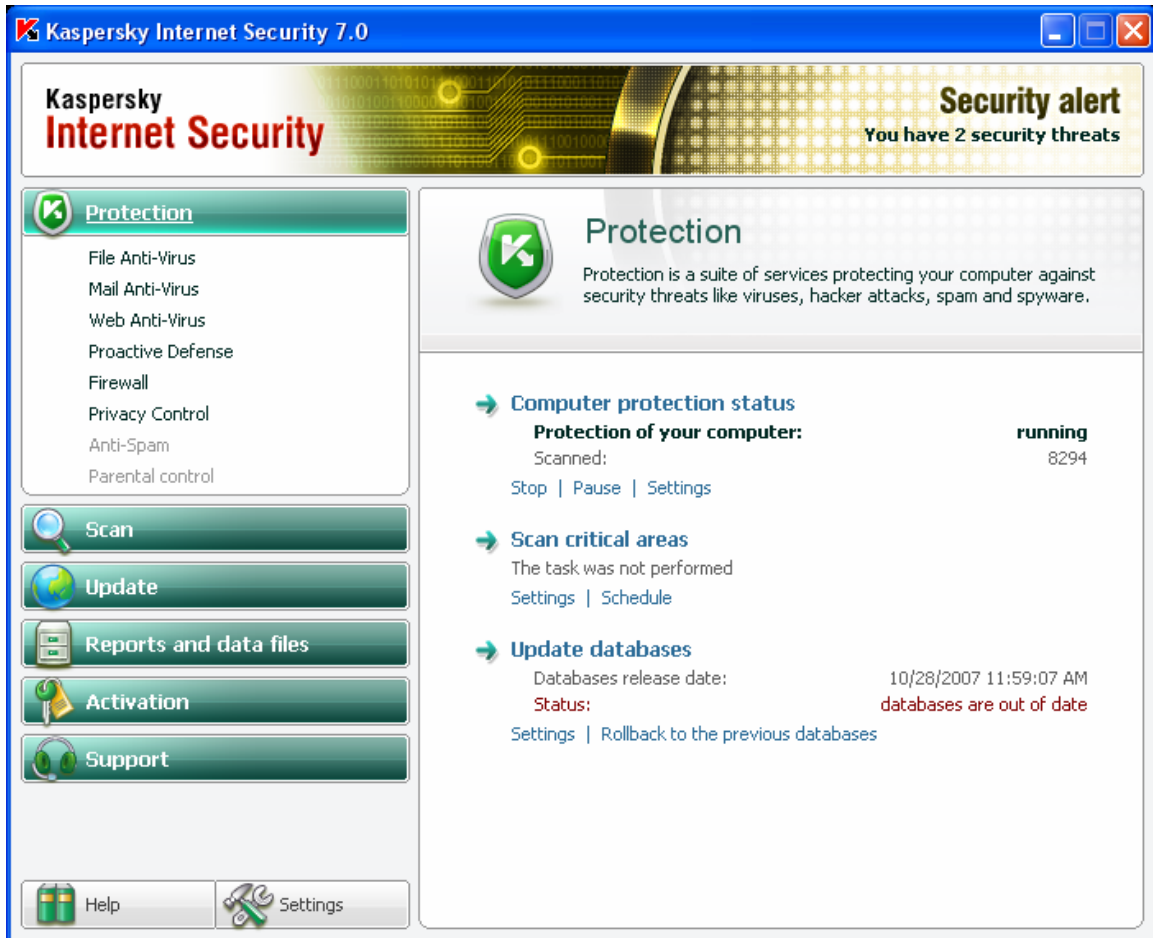 Kaspersky Internet Security 7.0
Kaspersky
Internet Security
Security alert
You have 2 security threats
Protection
File Anti-Virus
Mail Anti-Virus
Web Anti-Virus
Proactive Defense
Firewall
Privacy Control
Anti-Spam
Parental control
Scan
Update
Reports and data files
Activation
Support
Help
Settings
Protection
Protection is a suite of services protecting your computer against
security threats like viruses, hacker attacks, spam and spyware.
Computer protection status
Protection of your computer: running
Scanned: 8294
Stop | Pause | Settings
Scan critical areas
The task was not performed
Settings | Schedule
Update databases
Databases release date: 10/28/2007 11:59:07 AM
Status: databases are out of date
Settings | Rollback to the previous databases